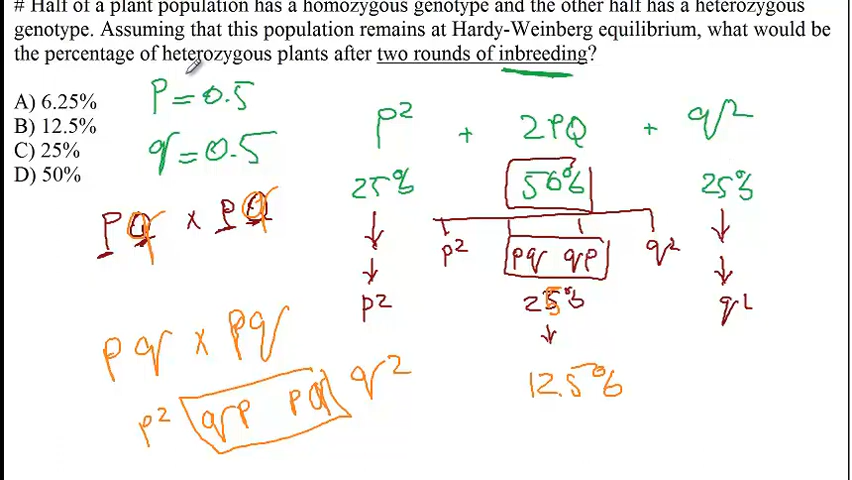 # Half of a plant population has a homozygous genotype and the other half has a heterozygous
genotype. Assuming that this population remains at Hardy-Weinberg equilibrium, what would be
the percentage of heterozygous plants after two rounds of inbreeding?
A) 6.25%
B) 12.5%
C) 25%
D) 50%
P = 0.5
q = 0.5
p² + 2PQ + q²
25% 50% 25%
PQ x PQ
p² pq qp q²
p² 25% q²
pq x pq
12.5%
p² qp pq q²